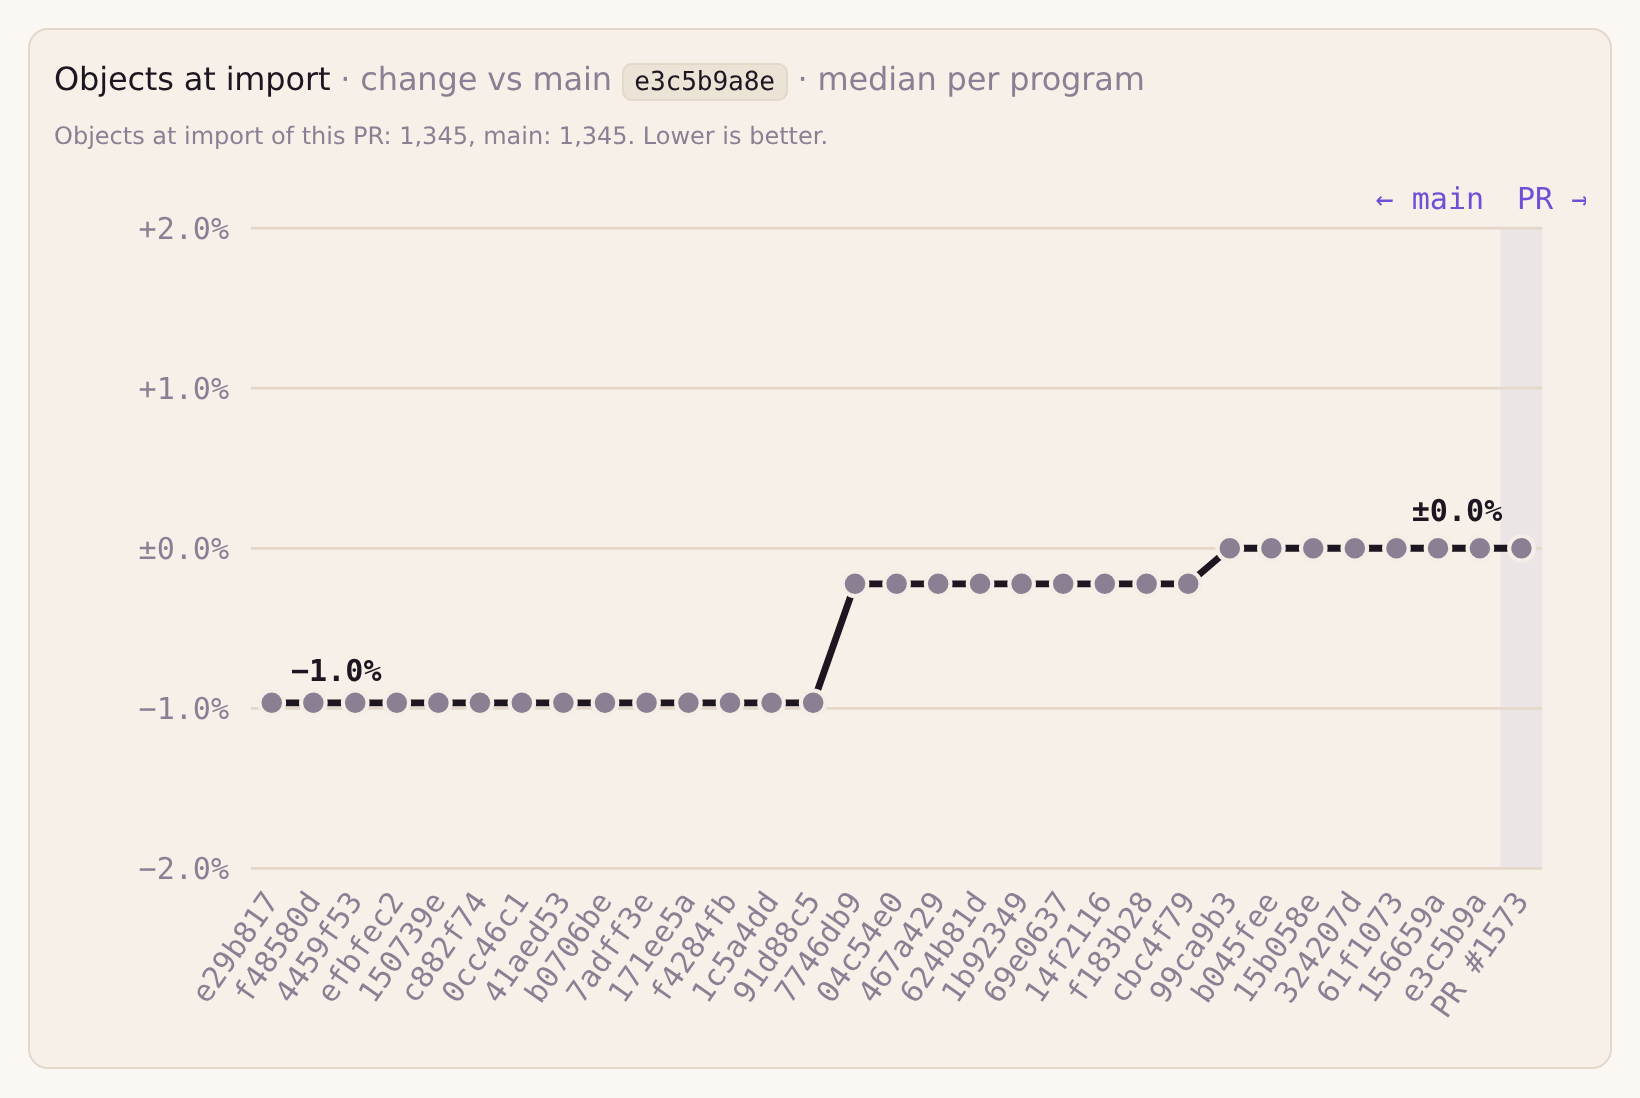 Objects at import · change vs main e3c5b9a8e · median per program
Objects at import of this PR: 1,345, main: 1,345. Lower is better.
← main PR →
+2.0%
+1.0%
±0.0%
−1.0%
−2.0%
−1.0%
±0.0%
e29b817
f48580d
4459f53
efbfec2
150739e
c882f74
0cc46c1
41aed53
b0706be
7adff3e
171ee5a
f4284fb
1c5a4dd
91d88c5
7746db9
04c54e0
467a429
624b81d
1b92349
69e0637
14f2116
f183b28
cbc4f79
99ca9b3
b045fee
15b058e
324207d
61f1073
156659a
e3c5b9a
PR #1573